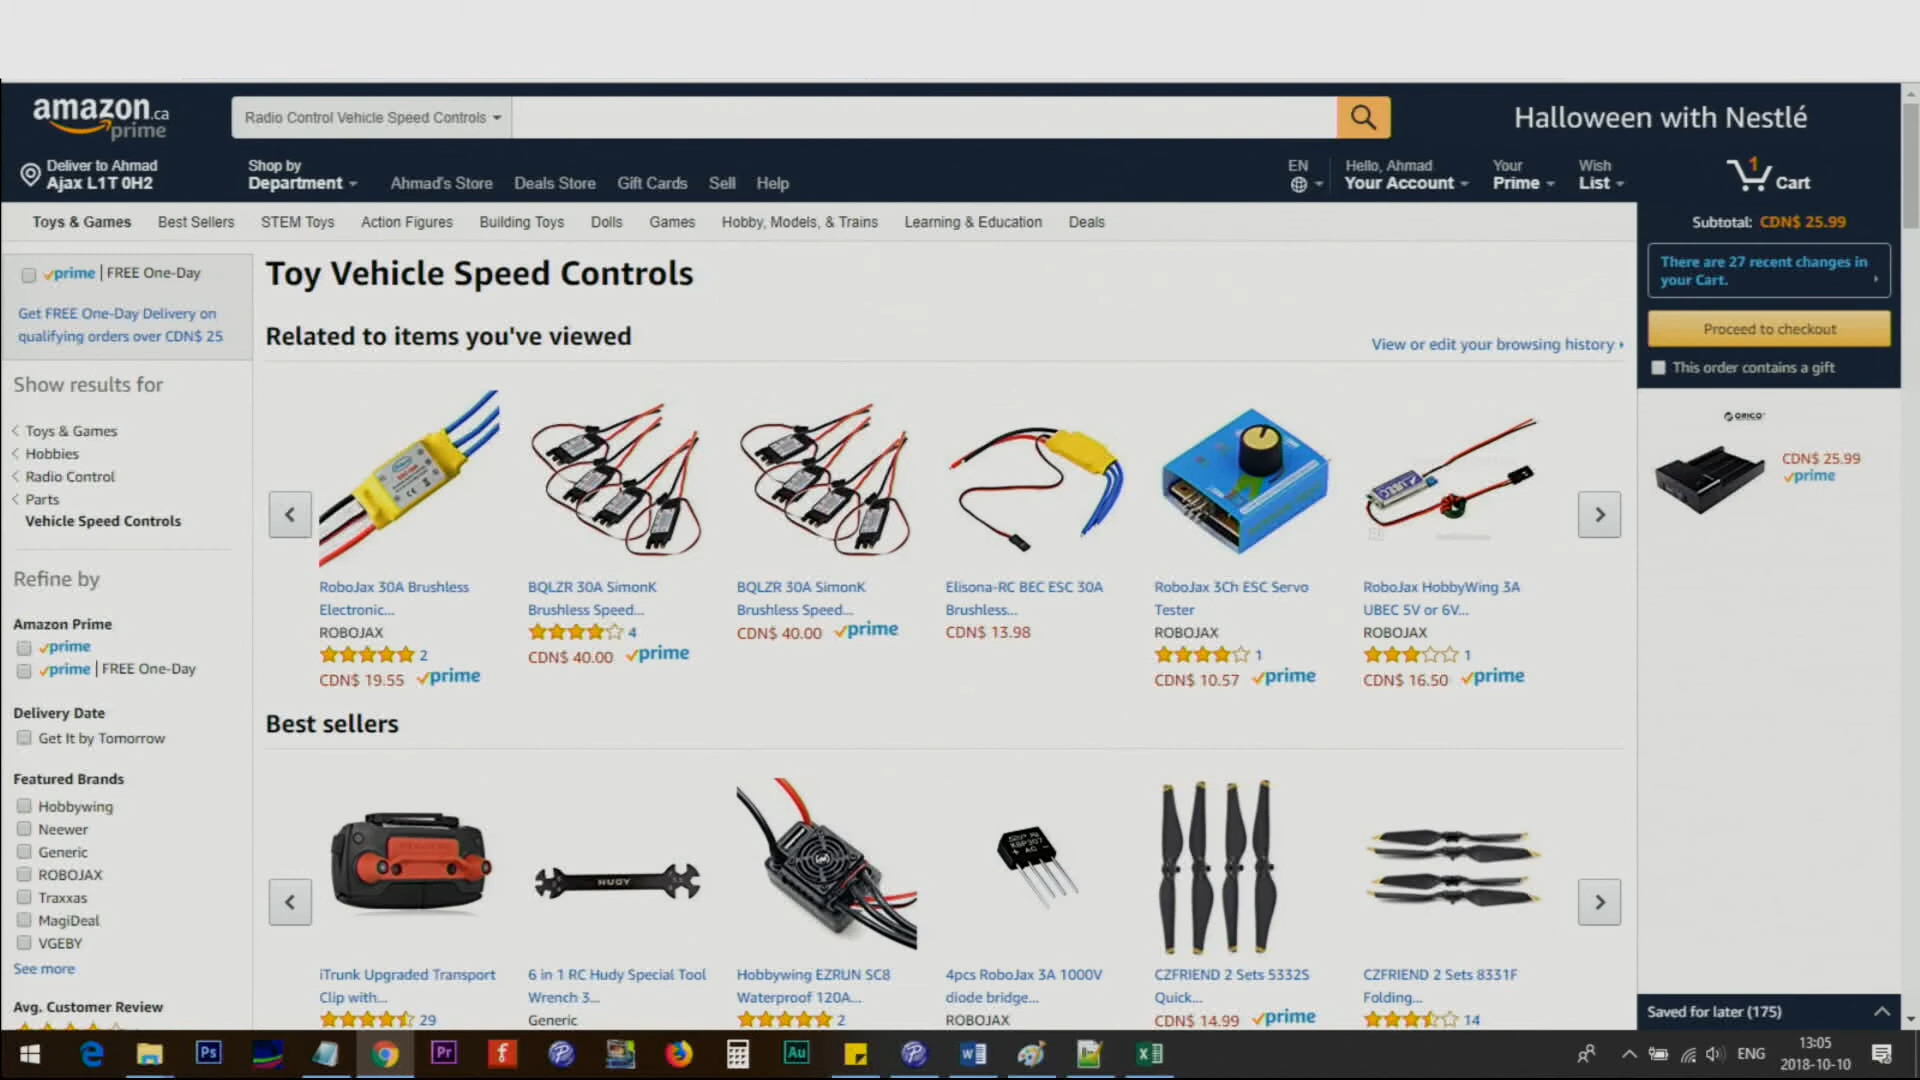 amazon.ca
prime
Radio Control Vehicle Speed Controls
Halloween with Nestlé
Deliver to Ahmad
Ajax L1T 0H2
Shop by
Department
Ahmad's Store
Deals Store
Gift Cards
Sell
Help
EN
Hello, Ahmad
Your Account
Your
Prime
Wish
List
1
Cart
Toys & Games
Best Sellers
STEM Toys
Action Figures
Building Toys
Dolls
Games
Hobby, Models, & Trains
Learning & Education
Deals
Subtotal: CDN$ 25.99
There are 27 recent changes in
your Cart.
Proceed to checkout
This order contains a gift
ORICO
CDN$ 25.99
prime
Saved for later (175)
prime | FREE One-Day
Get FREE One-Day Delivery on
qualifying orders over CDN$ 25
Show results for
Toys & Games
Hobbies
Radio Control
Parts
Vehicle Speed Controls
Refine by
Amazon Prime
prime
prime | FREE One-Day
Delivery Date
Get It by Tomorrow
Featured Brands
Hobbywing
Neewer
Generic
ROBOJAX
Traxxas
MagiDeal
VGEBY
See more
Avg. Customer Review
Toy Vehicle Speed Controls
Related to items you've viewed
View or edit your browsing history
UBEC
RoboJax 30A Brushless
Electronic...
ROBOJAX
2
CDN$ 19.55 prime
BQLZR 30A SimonK
Brushless Speed...
4
CDN$ 40.00 prime
BQLZR 30A SimonK
Brushless Speed...
CDN$ 40.00 prime
Elisona-RC BEC ESC 30A
Brushless...
CDN$ 13.98
RoboJax 3Ch ESC Servo
Tester
ROBOJAX
1
CDN$ 10.57 prime
RoboJax HobbyWing 3A
UBEC 5V or 6V...
ROBOJAX
1
CDN$ 16.50 prime
Best sellers
HUDY
KBP307
AC
iTrunk Upgraded Transport
Clip with...
29
6 in 1 RC Hudy Special Tool
Wrench 3...
Generic
Hobbywing EZRUN SC8
Waterproof 120A...
2
4pcs RoboJax 3A 1000V
diode bridge...
ROBOJAX
CZFRIEND 2 Sets 5332S
Quick...
CDN$ 14.99 prime
CZFRIEND 2 Sets 8331F
Folding...
14
Ps
Pr
Au
ENG
13:05
2018-10-10